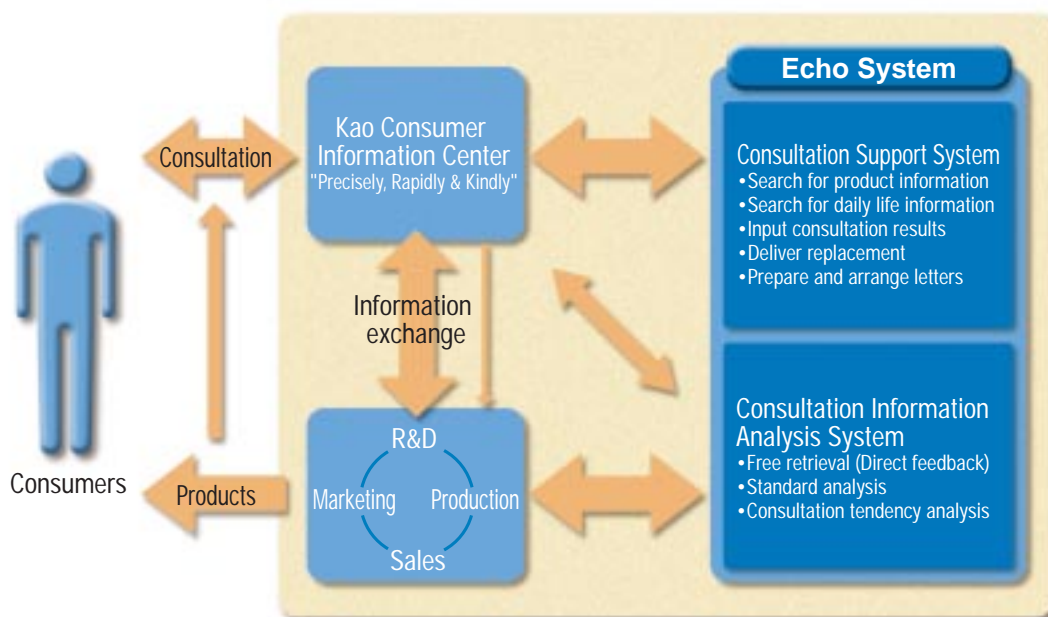 Echo System
Kao Consumer
Information Center
"Precisely, Rapidly & Kindly"
Consultation
Consultation Support System
•Search for product information
•Search for daily life information
•Input consultation results
•Deliver replacement
•Prepare and arrange letters
Information
exchange
Consultation Information
Analysis System
•Free retrieval (Direct feedback)
•Standard analysis
•Consultation tendency analysis
R&D
Marketing
Production
Sales
Consumers
Products